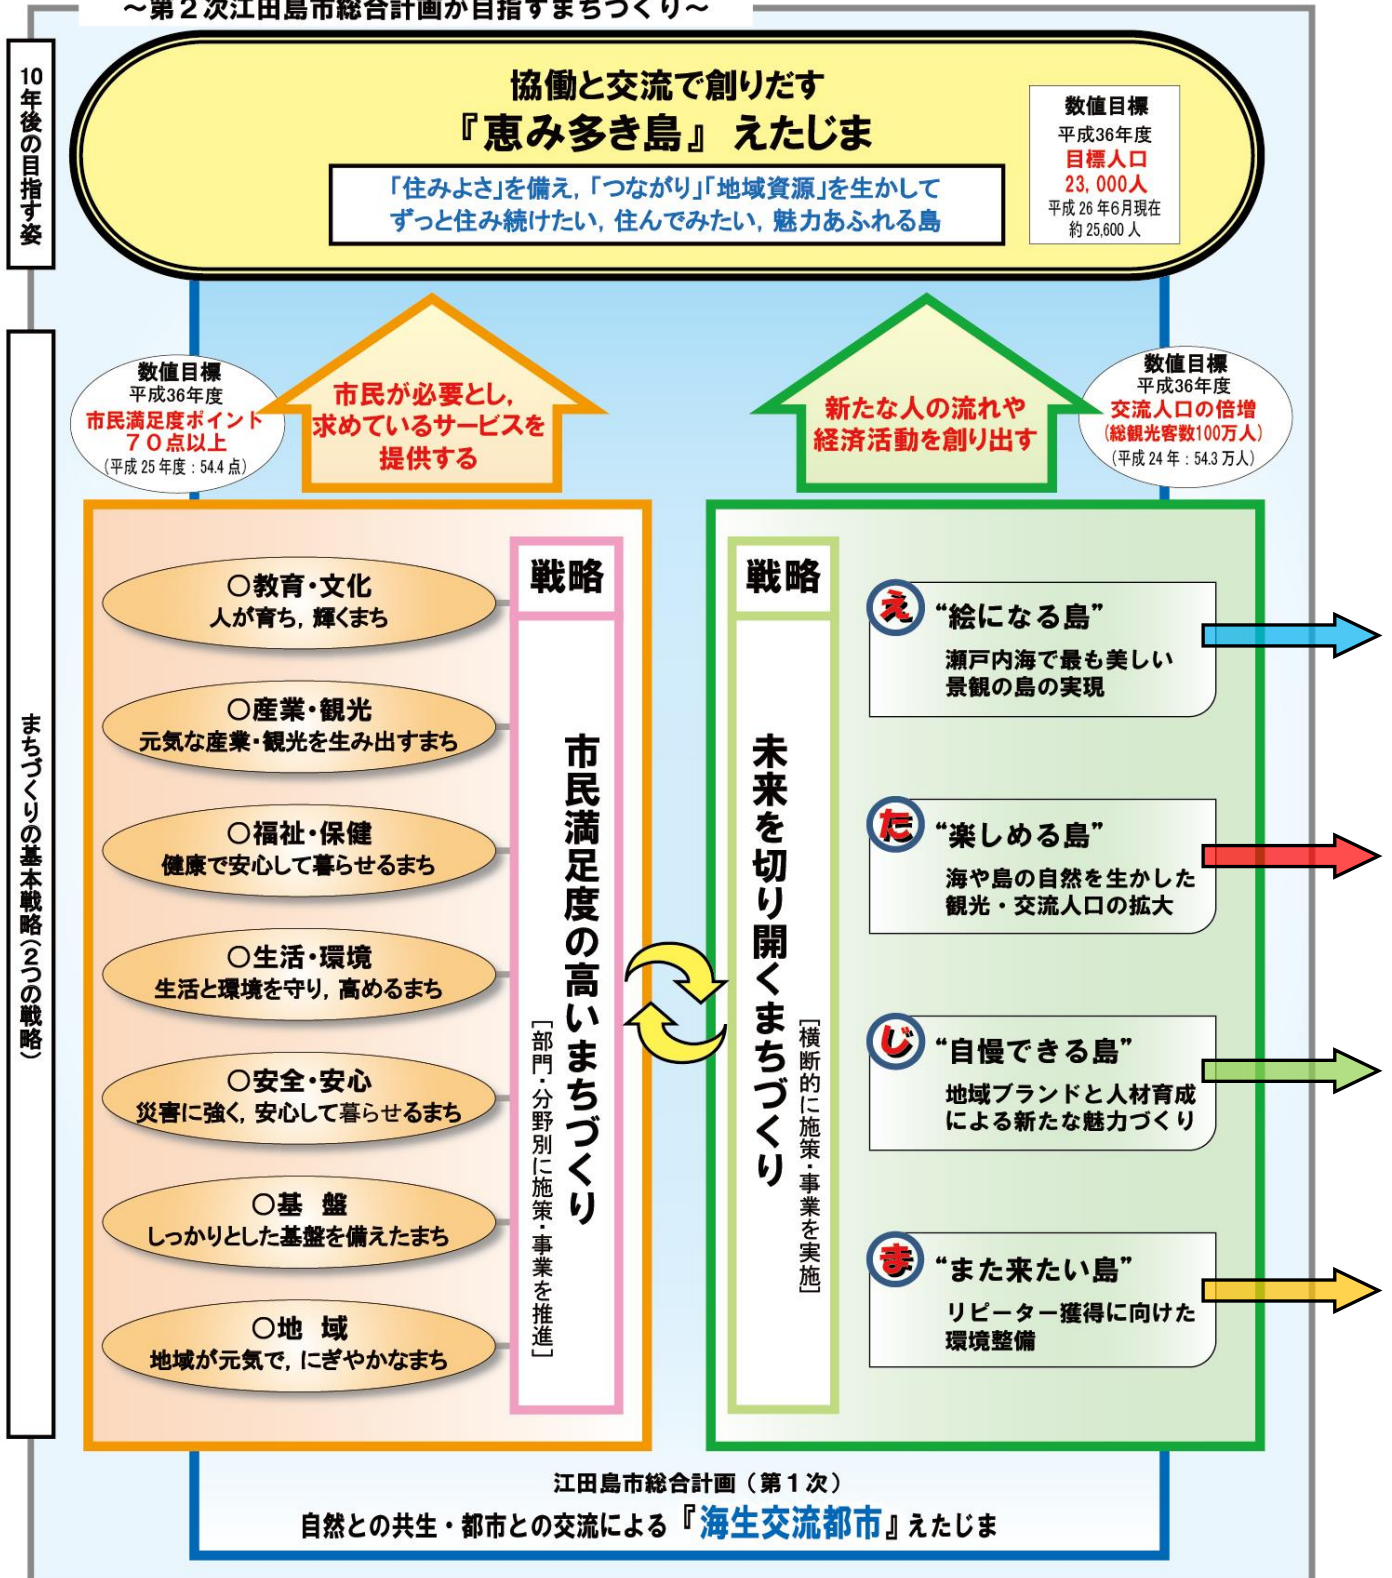 ～第２次江田島市総合計画が目指すまちづくり～
10年後の目指す姿
協働と交流で創りだす
『恵み多き島』えたじま
「住みよさ」を備え，「つながり」「地域資源」を生かして
ずっと住み続けたい，住んでみたい，魅力あふれる島
数値目標
平成36年度
目標人口
23,000人
平成26年6月現在
約25,600人
まちづくりの基本戦略（２つの戦略）
数値目標
平成36年度
市民満足度ポイント
７０点以上
（平成25年度：54.4点）
市民が必要とし，
求めているサービスを
提供する
新たな人の流れや
経済活動を創り出す
数値目標
平成36年度
交流人口の倍増
（総観光客数100万人）
（平成24年：54.3万人）
○教育・文化
人が育ち，輝くまち
○産業・観光
元気な産業・観光を生み出すまち
○福祉・保健
健康で安心して暮らせるまち
○生活・環境
生活と環境を守り，高めるまち
○安全・安心
災害に強く，安心して暮らせるまち
○基　盤
しっかりとした基盤を備えたまち
○地　域
地域が元気で，にぎやかなまち
戦略
市民満足度の高いまちづくり
［部門・分野別に施策・事業を推進］
戦略
未来を切り開くまちづくり
［横断的に施策・事業を実施］
え
“絵になる島”
瀬戸内海で最も美しい
景観の島の実現
た
“楽しめる島”
海や島の自然を生かした
観光・交流人口の拡大
じ
“自慢できる島”
地域ブランドと人材育成
による新たな魅力づくり
ま
“また来たい島”
リピーター獲得に向けた
環境整備
江田島市総合計画（第１次）
自然との共生・都市との交流による『海生交流都市』えたじま